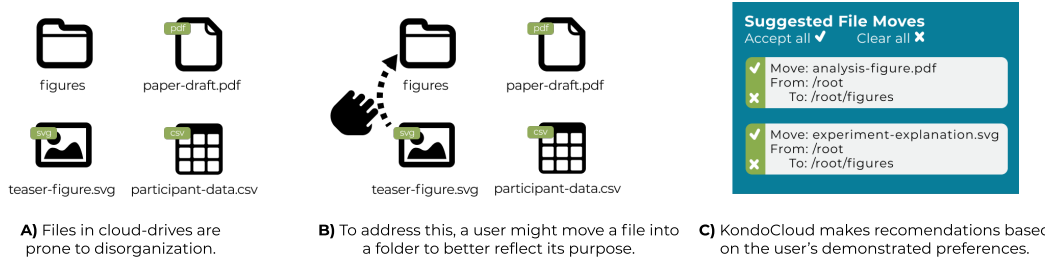 figures
pdf
paper-draft.pdf
svg
teaser-figure.svg
csv
participant-data.csv
A) Files in cloud-drives are
prone to disorganization.
figures
pdf
paper-draft.pdf
svg
teaser-figure.svg
csv
participant-data.csv
B) To address this, a user might move a file into
a folder to better reflect its purpose.
Suggested File Moves
Accept all ✓ Clear all ✕
Move: analysis-figure.pdf
From: /root
To: /root/figures
Move: experiment-explanation.svg
From: /root
To: /root/figures
C) KondoCloud makes recomendations based
on the user's demonstrated preferences.